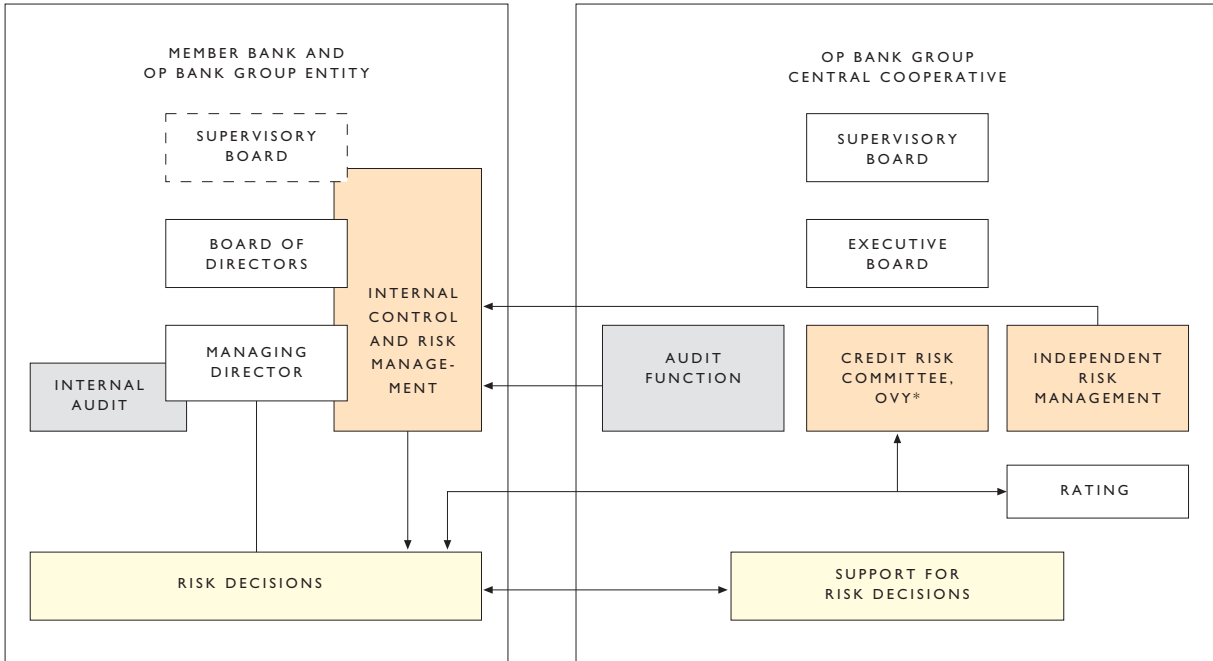 MEMBER BANK AND
OP BANK GROUP ENTITY
SUPERVISORY
BOARD
BOARD OF
DIRECTORS
INTERNAL
CONTROL
AND RISK
MANAGE-
MENT
MANAGING
DIRECTOR
INTERNAL
AUDIT
RISK DECISIONS
OP BANK GROUP
CENTRAL COOPERATIVE
SUPERVISORY
BOARD
EXECUTIVE
BOARD
AUDIT
FUNCTION
CREDIT RISK
COMMITTEE,
OVY*
INDEPENDENT
RISK
MANAGEMENT
RATING
SUPPORT FOR
RISK DECISIONS